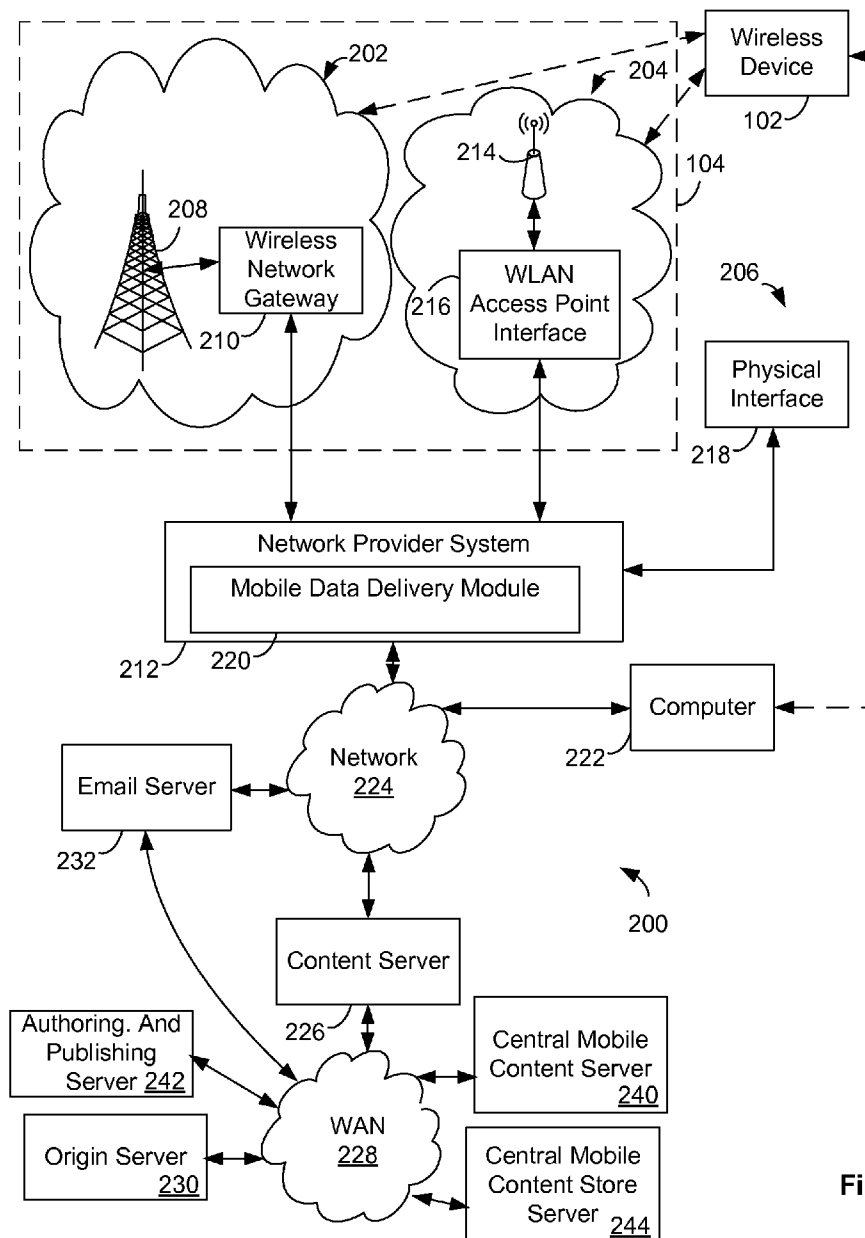 202
204
Wireless
Device
102
214
104
208
Wireless
Network
Gateway
210
216
WLAN
Access Point
Interface
206
Physical
Interface
218
Network Provider System
Mobile Data Delivery Module
212
220
Network
224
Computer
222
Email Server
232
200
Content Server
226
Authoring. And
Publishing
Server 242
Central Mobile
Content Server
240
WAN
228
Origin Server
230
Central Mobile
Content Store
Server
244
Fi